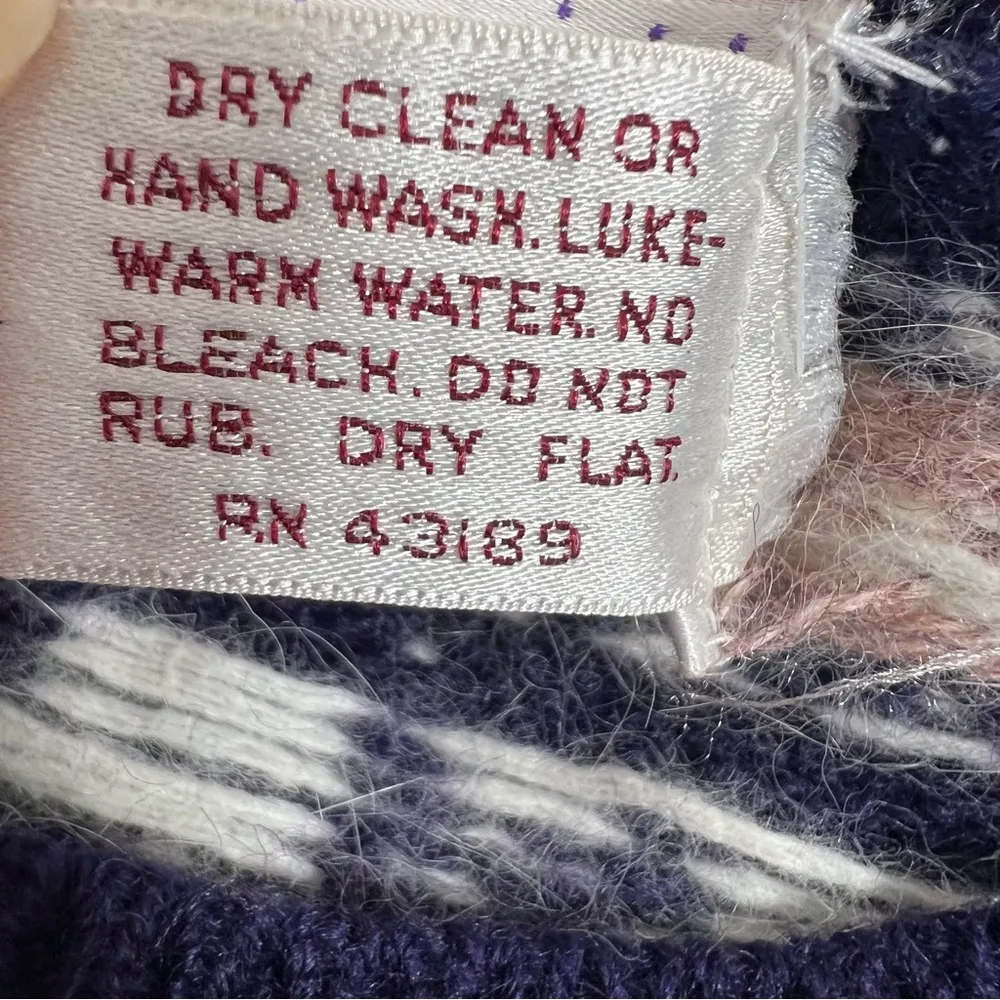 DRY CLEAN OR
HAND WASH. LUKE-
WARM WATER. NO
BLEACH. DO NOT
RUB. DRY FLAT.
RN 43189